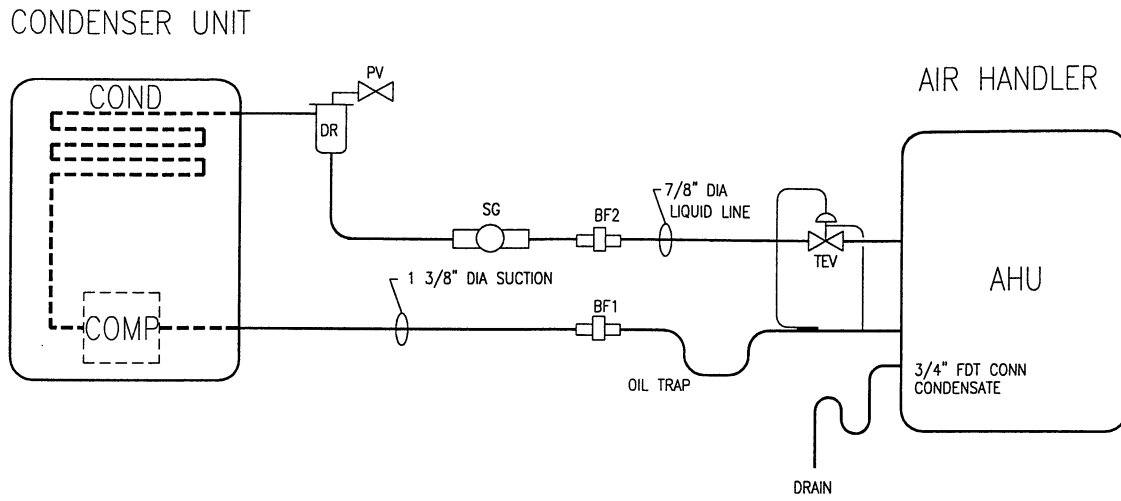 CONDENSER UNIT
PV
COND
AIR HANDLER
DR
7/8" DIA
LIQUID LINE
SG
BF2
TEV
1 3/8" DIA SUCTION
AHU
BF1
COMP
OIL TRAP
3/4" FDT CONN
CONDENSATE
DRAIN